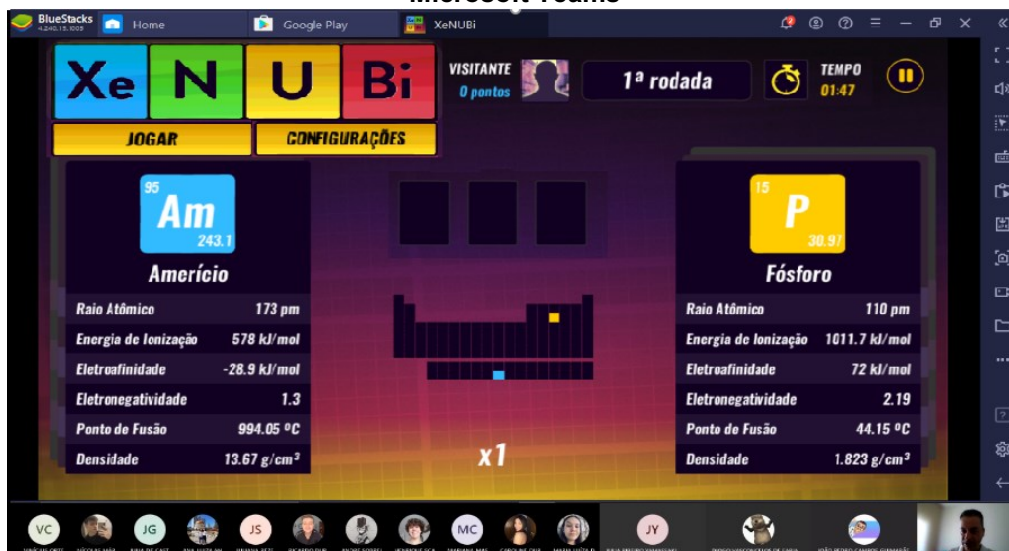 Microsoft Teams
BlueStacks
4.240.15.1005
Home
Google Play
XeNUBi
Xe N U Bi
VISITANTE
0 pontos
1ª rodada
TEMPO
01:47
JOGAR
CONFIGURAÇÕES
95
Am
243.1
Amerício
Raio Atômico 173 pm
Energia de Ionização 578 kJ/mol
Eletroafinidade -28.9 kJ/mol
Eletronegatividade 1.3
Ponto de Fusão 994.05 ºC
Densidade 13.67 g/cm³
x1
15
P
30.97
Fósforo
Raio Atômico 110 pm
Energia de Ionização 1011.7 kJ/mol
Eletroafinidade 72 kJ/mol
Eletronegatividade 2.19
Ponto de Fusão 44.15 ºC
Densidade 1.823 g/cm³
VC
JG
JS
MC
JY